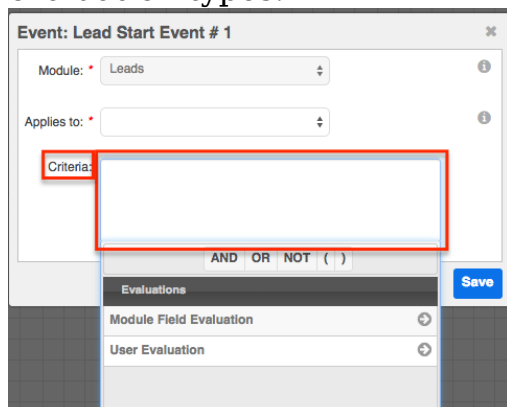 Event: Lead Start Event # 1
Module: * Leads
Applies to: *
Criteria:
AND OR NOT ( )
Evaluations
Save
Module Field Evaluation
User Evaluation